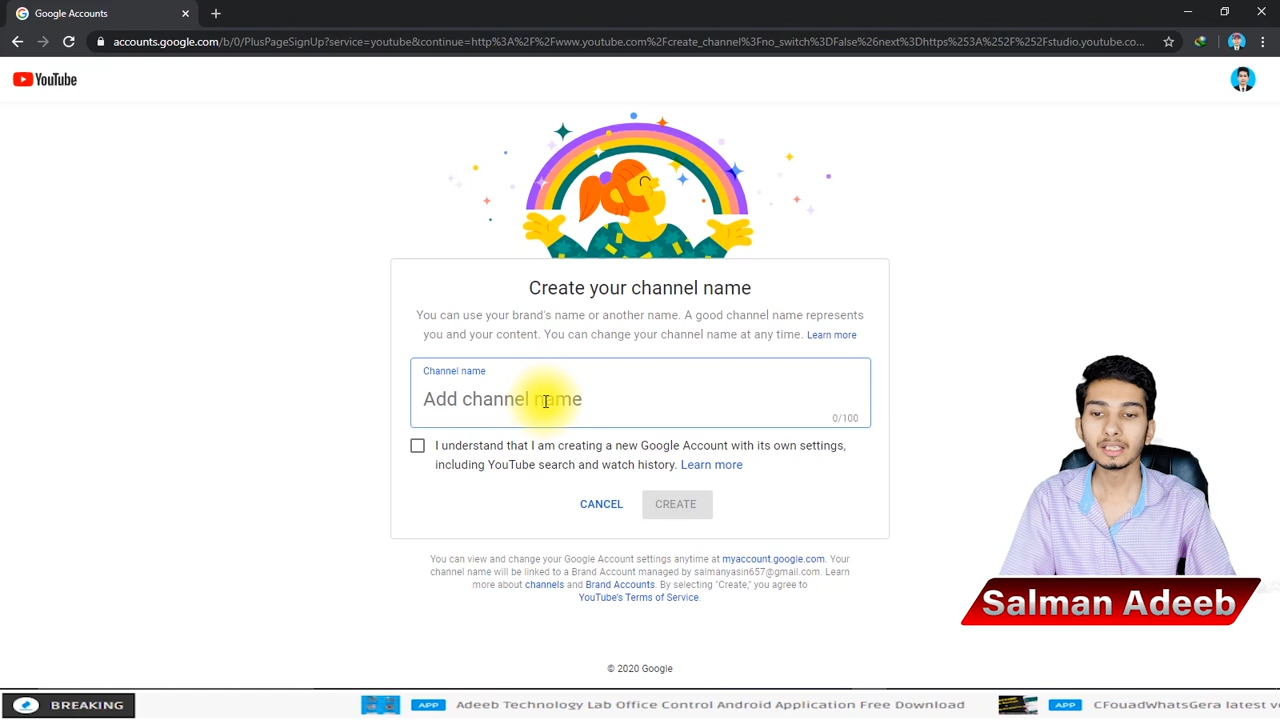 Google Accounts
accounts.google.com/b/0/PlusPageSignUp?service=youtube&continue=http%3A%2F%2Fwww.youtube.com%2Fcreate_channel%3Fno_switch%3DFalse%26next%3Dhttps%253A%252F%252Fstudio.youtube.co...
YouTube
Create your channel name
You can use your brand's name or another name. A good channel name represents
you and your content. You can change your channel name at any time. Learn more
Channel name
Add channel name
0/100
I understand that I am creating a new Google Account with its own settings,
including YouTube search and watch history. Learn more
CANCEL CREATE
You can view and change your Google Account settings anytime at myaccount.google.com. Your
channel name will be linked to a Brand Account managed by salmanyasin657@gmail.com. Learn
more about channels and Brand Accounts. By selecting "Create," you agree to
YouTube's Terms of Service.
Salman Adeeb
© 2020 Google
BREAKING APP Adeeb Technology Lab Office Control Android Application Free Download APP CFouadWhatsGera latest v